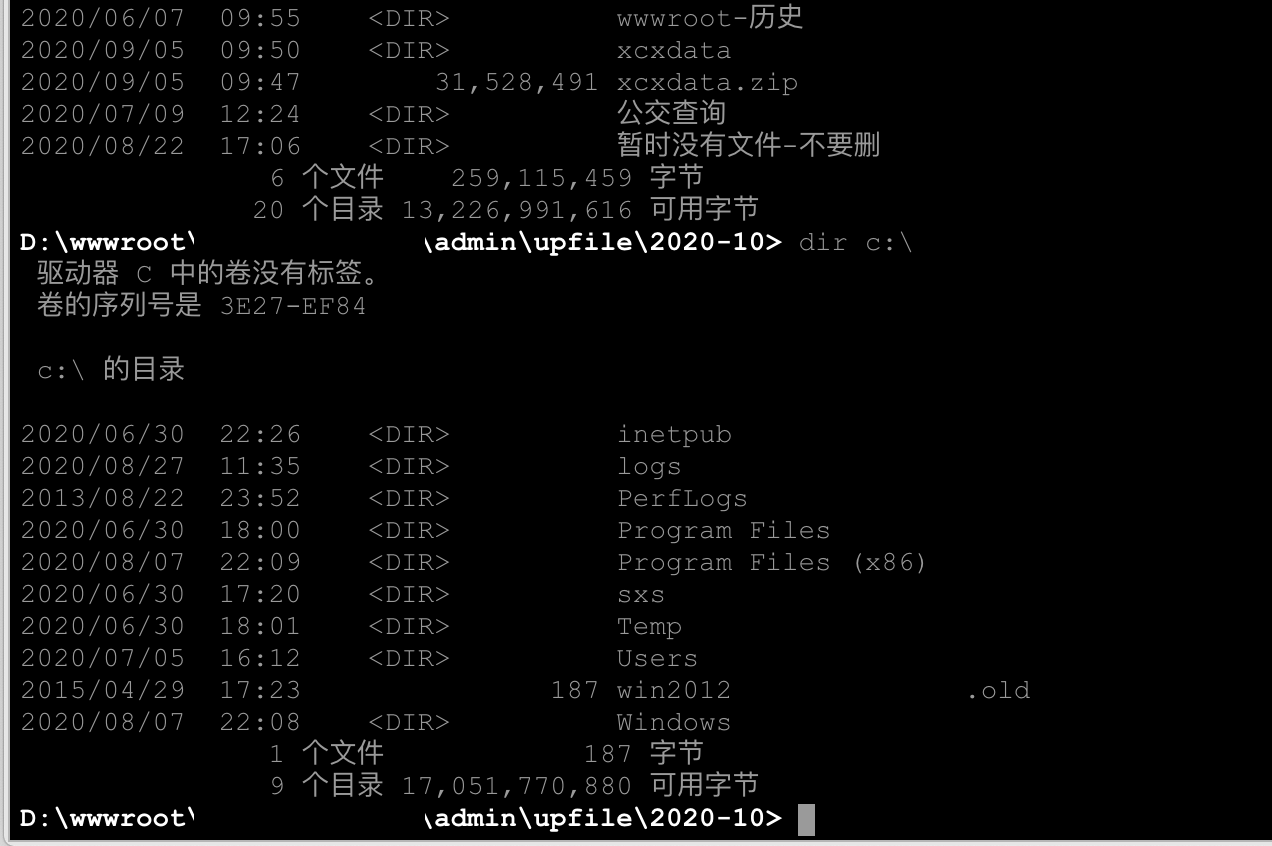 2020/06/07  09:55    <DIR>          wwwroot-历史
2020/09/05  09:50    <DIR>          xcxdata
2020/09/05  09:47        31,528,491 xcxdata.zip
2020/07/09  12:24    <DIR>          公交查询
2020/08/22  17:06    <DIR>          暂时没有文件-不要删
               6 个文件    259,115,459 字节
              20 个目录 13,226,991,616 可用字节
D:\wwwroot\              \admin\upfile\2020-10> dir c:\
 驱动器 C 中的卷没有标签。
 卷的序列号是 3E27-EF84
 c:\ 的目录
2020/06/30  22:26    <DIR>          inetpub
2020/08/27  11:35    <DIR>          logs
2013/08/22  23:52    <DIR>          PerfLogs
2020/06/30  18:00    <DIR>          Program Files
2020/08/07  22:09    <DIR>          Program Files (x86)
2020/06/30  17:20    <DIR>          sxs
2020/06/30  18:01    <DIR>          Temp
2020/07/05  16:12    <DIR>          Users
2015/04/29  17:23               187 win2012              .old
2020/08/07  22:08    <DIR>          Windows
               1 个文件            187 字节
               9 个目录 17,051,770,880 可用字节
D:\wwwroot\              \admin\upfile\2020-10>